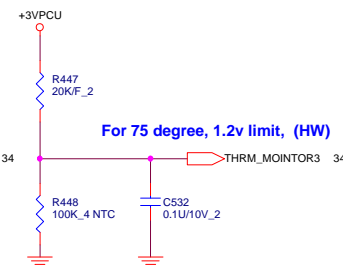 +3VPCU
R447
20K/F_2
For 75 degree, 1.2v limit, (HW)
34
THRM_MOINTOR3
34
R448
100K_4 NTC
C532
0.1U/10V_2